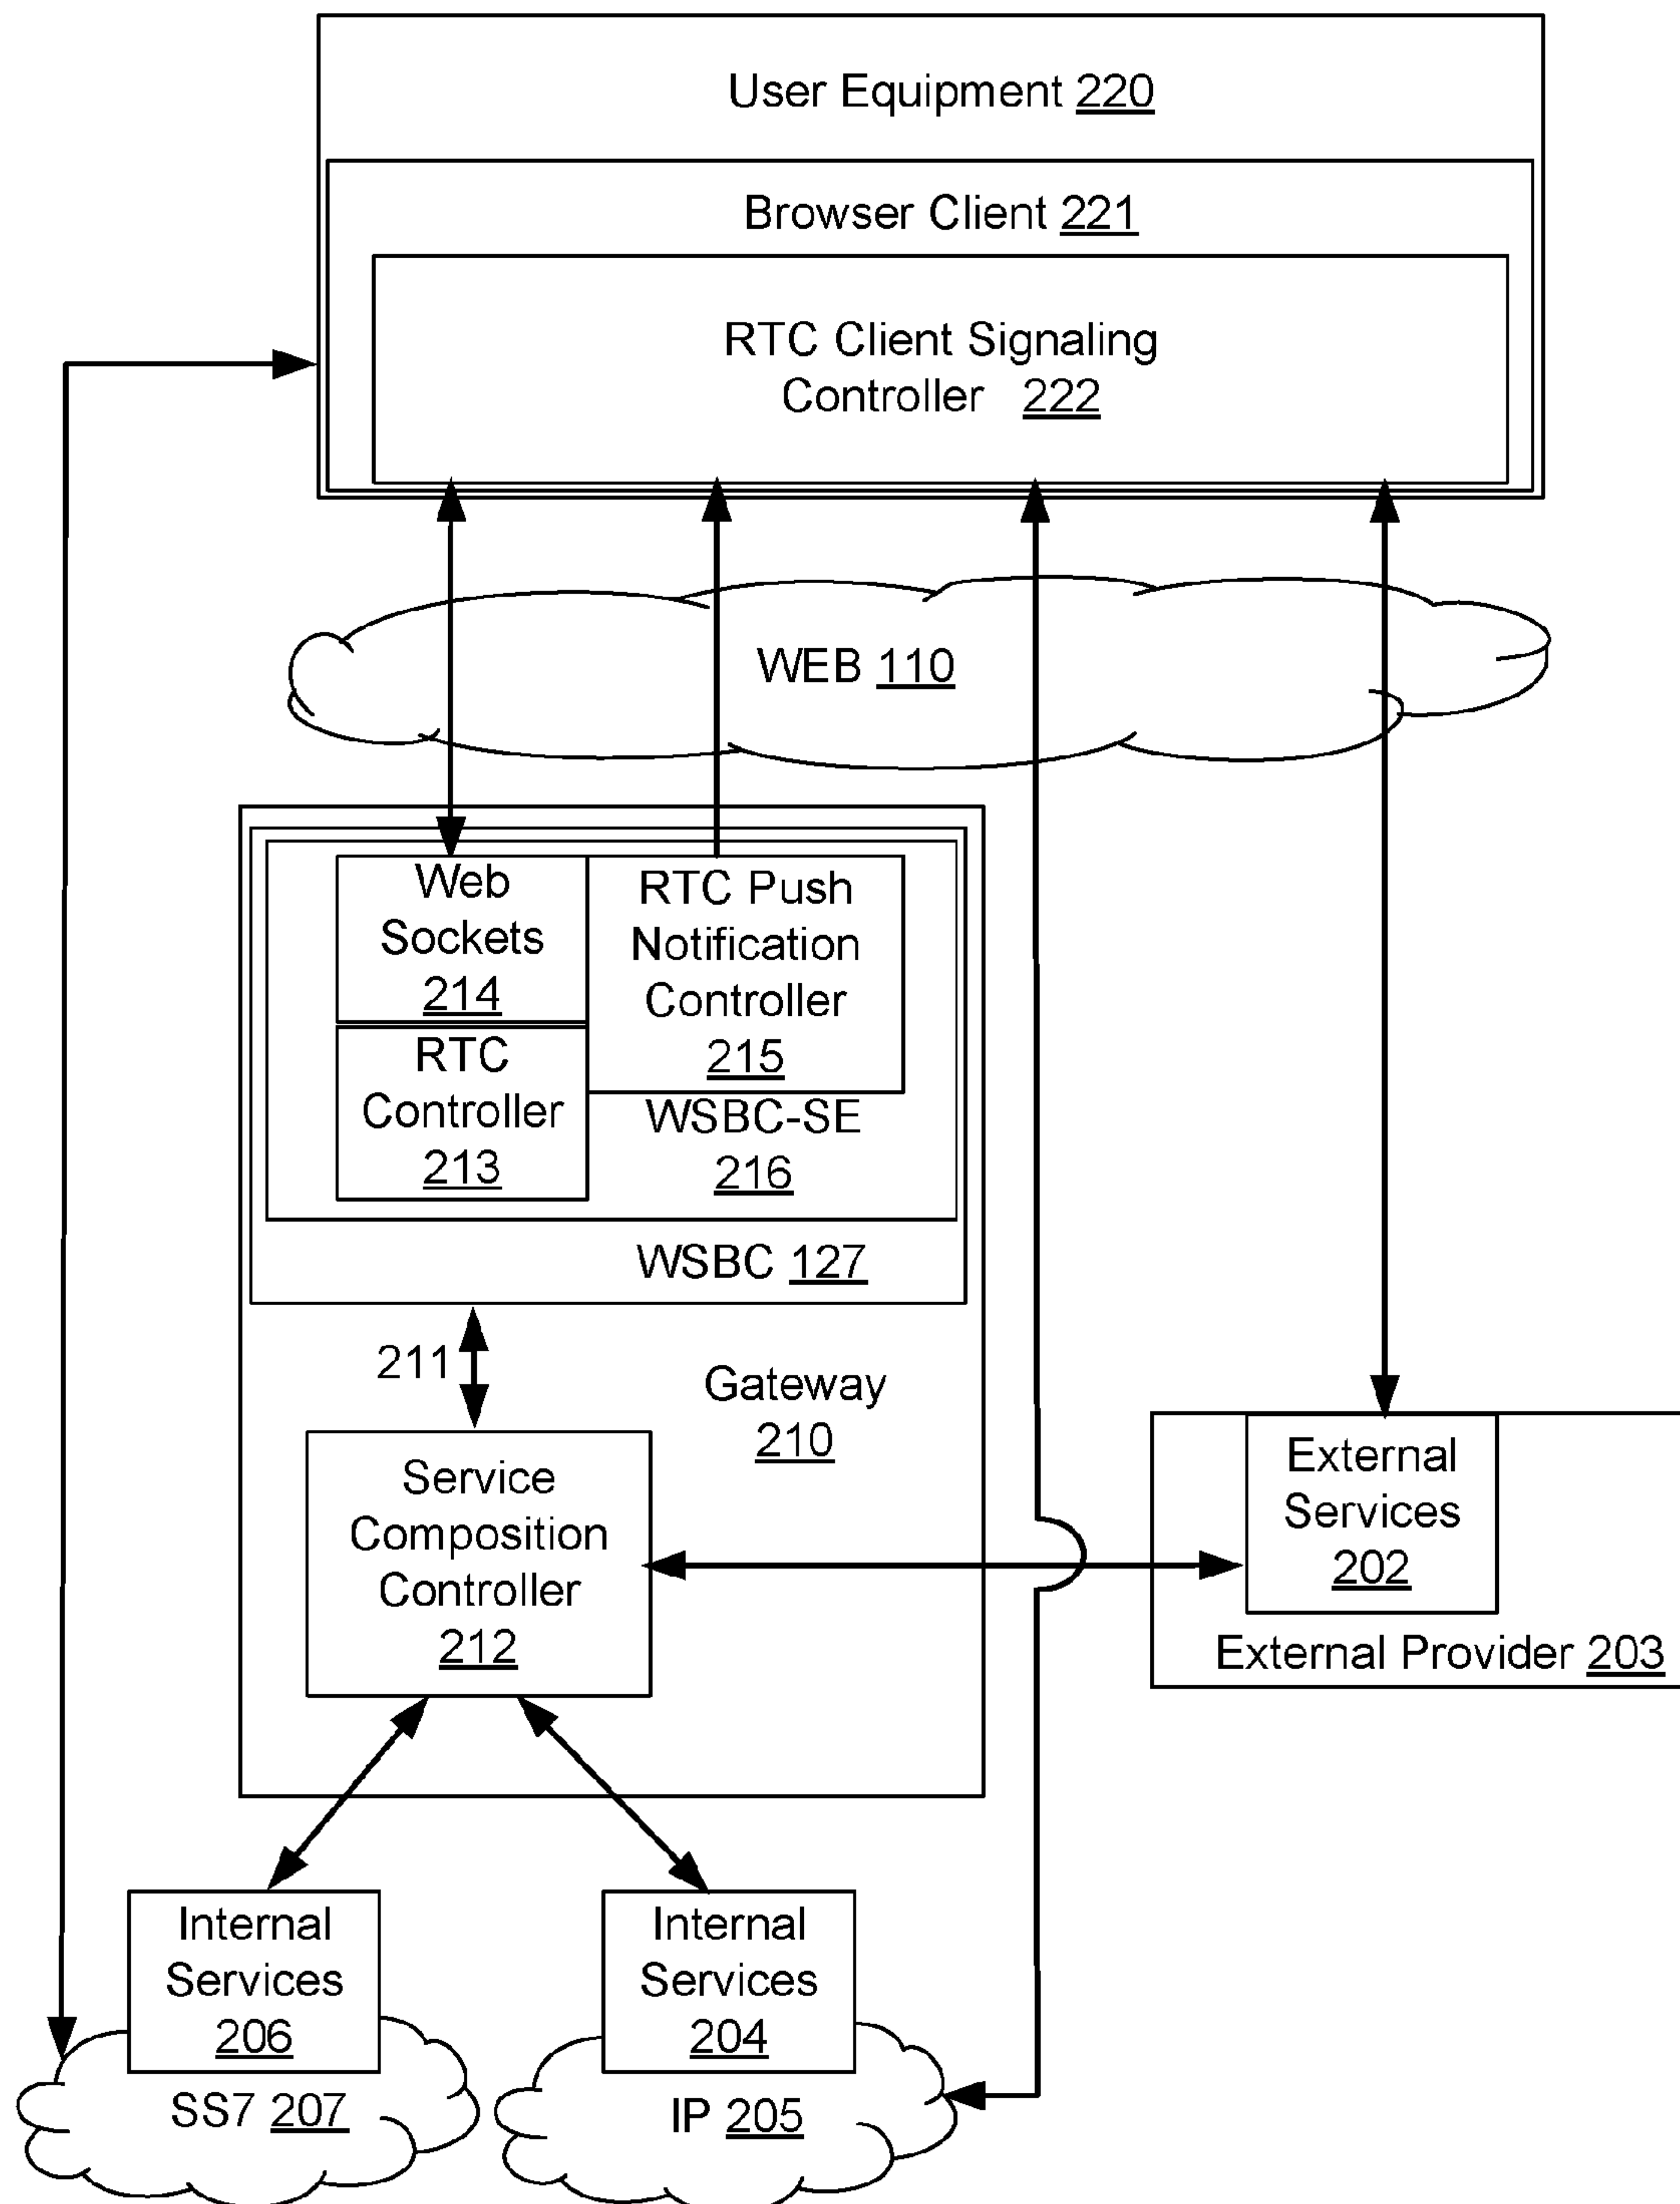 User Equipment 220
Browser Client 221
RTC Client Signaling
Controller 222
WEB 110
Web
Sockets
214
RTC Push
Notification
Controller
215
RTC
Controller
213
WSBC-SE
216
WSBC 127
211
Gateway
210
Service
Composition
Controller
212
External
Services
202
External Provider 203
Internal
Services
206
SS7 207
Internal
Services
204
IP 205